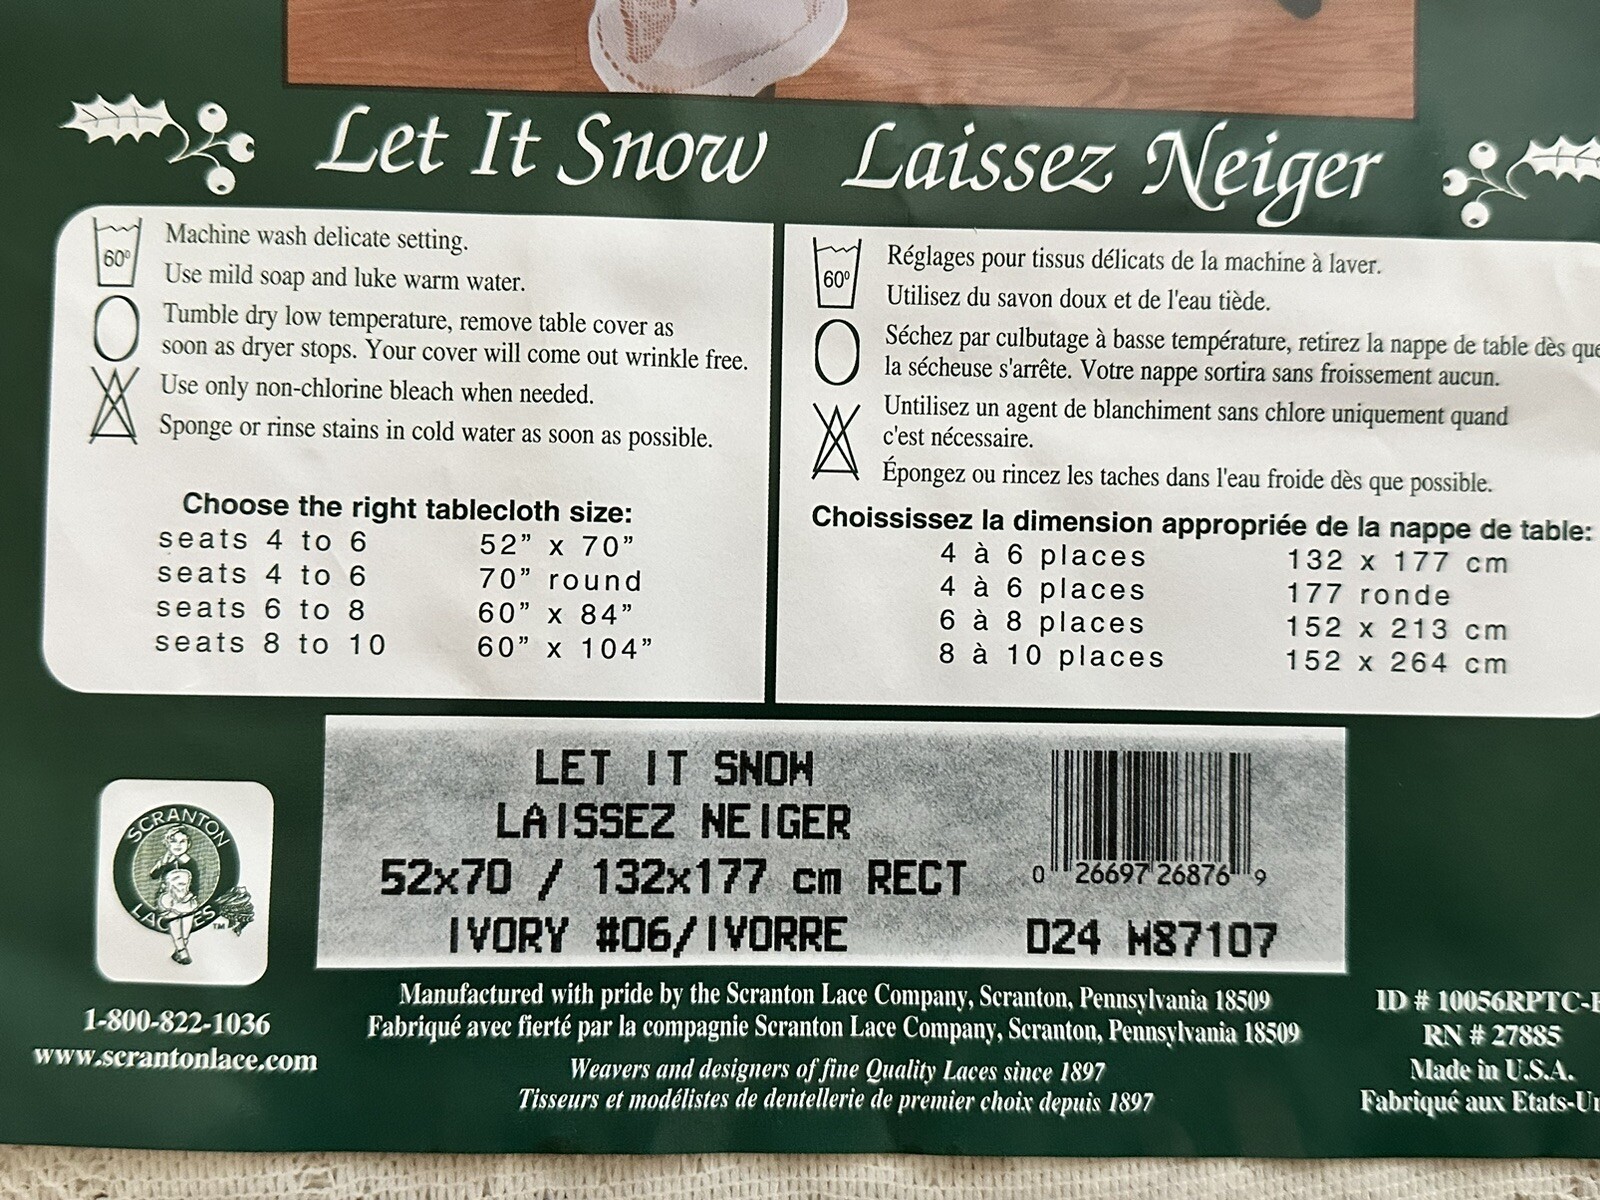 Let It Snow
Laissez Neiger
60°
Machine wash delicate setting.
Use mild soap and luke warm water.
Tumble dry low temperature, remove table cover as
soon as dryer stops. Your cover will come out wrinkle free.
Use only non-chlorine bleach when needed.
Sponge or rinse stains in cold water as soon as possible.
Choose the right tablecloth size:
seats 4 to 6 52” x 70”
seats 4 to 6 70” round
seats 6 to 8 60” x 84”
seats 8 to 10 60” x 104”
60°
Réglages pour tissus délicats de la machine à laver.
Utilisez du savon doux et de l'eau tiède.
Séchez par culbutage à basse température, retirez la nappe de table dès que
la sécheuse s'arrête. Votre nappe sortira sans froissement aucun.
Untilisez un agent de blanchiment sans chlore uniquement quand
c'est nécessaire.
Épongez ou rincez les taches dans l'eau froide dès que possible.
Choississez la dimension appropriée de la nappe de table:
4 à 6 places 132 x 177 cm
4 à 6 places 177 ronde
6 à 8 places 152 x 213 cm
8 à 10 places 152 x 264 cm
LET IT SNOW
LAISSEZ NEIGER
52x70 / 132x177 cm RECT
IVORY #06/IVORRE
0 26697 26876 9
D24 W87107
SCRANTON
LACES TM
1-800-822-1036
www.scrantonlace.com
Manufactured with pride by the Scranton Lace Company, Scranton, Pennsylvania 18509
Fabriqué avec fierté par la compagnie Scranton Lace Company, Scranton, Pennsylvania 18509
Weavers and designers of fine Quality Laces since 1897
Tisseurs et modélistes de dentellerie de premier choix depuis 1897
ID # 10056RPTC-
RN # 27885
Made in U.S.A.
Fabriqué aux Etats-Un